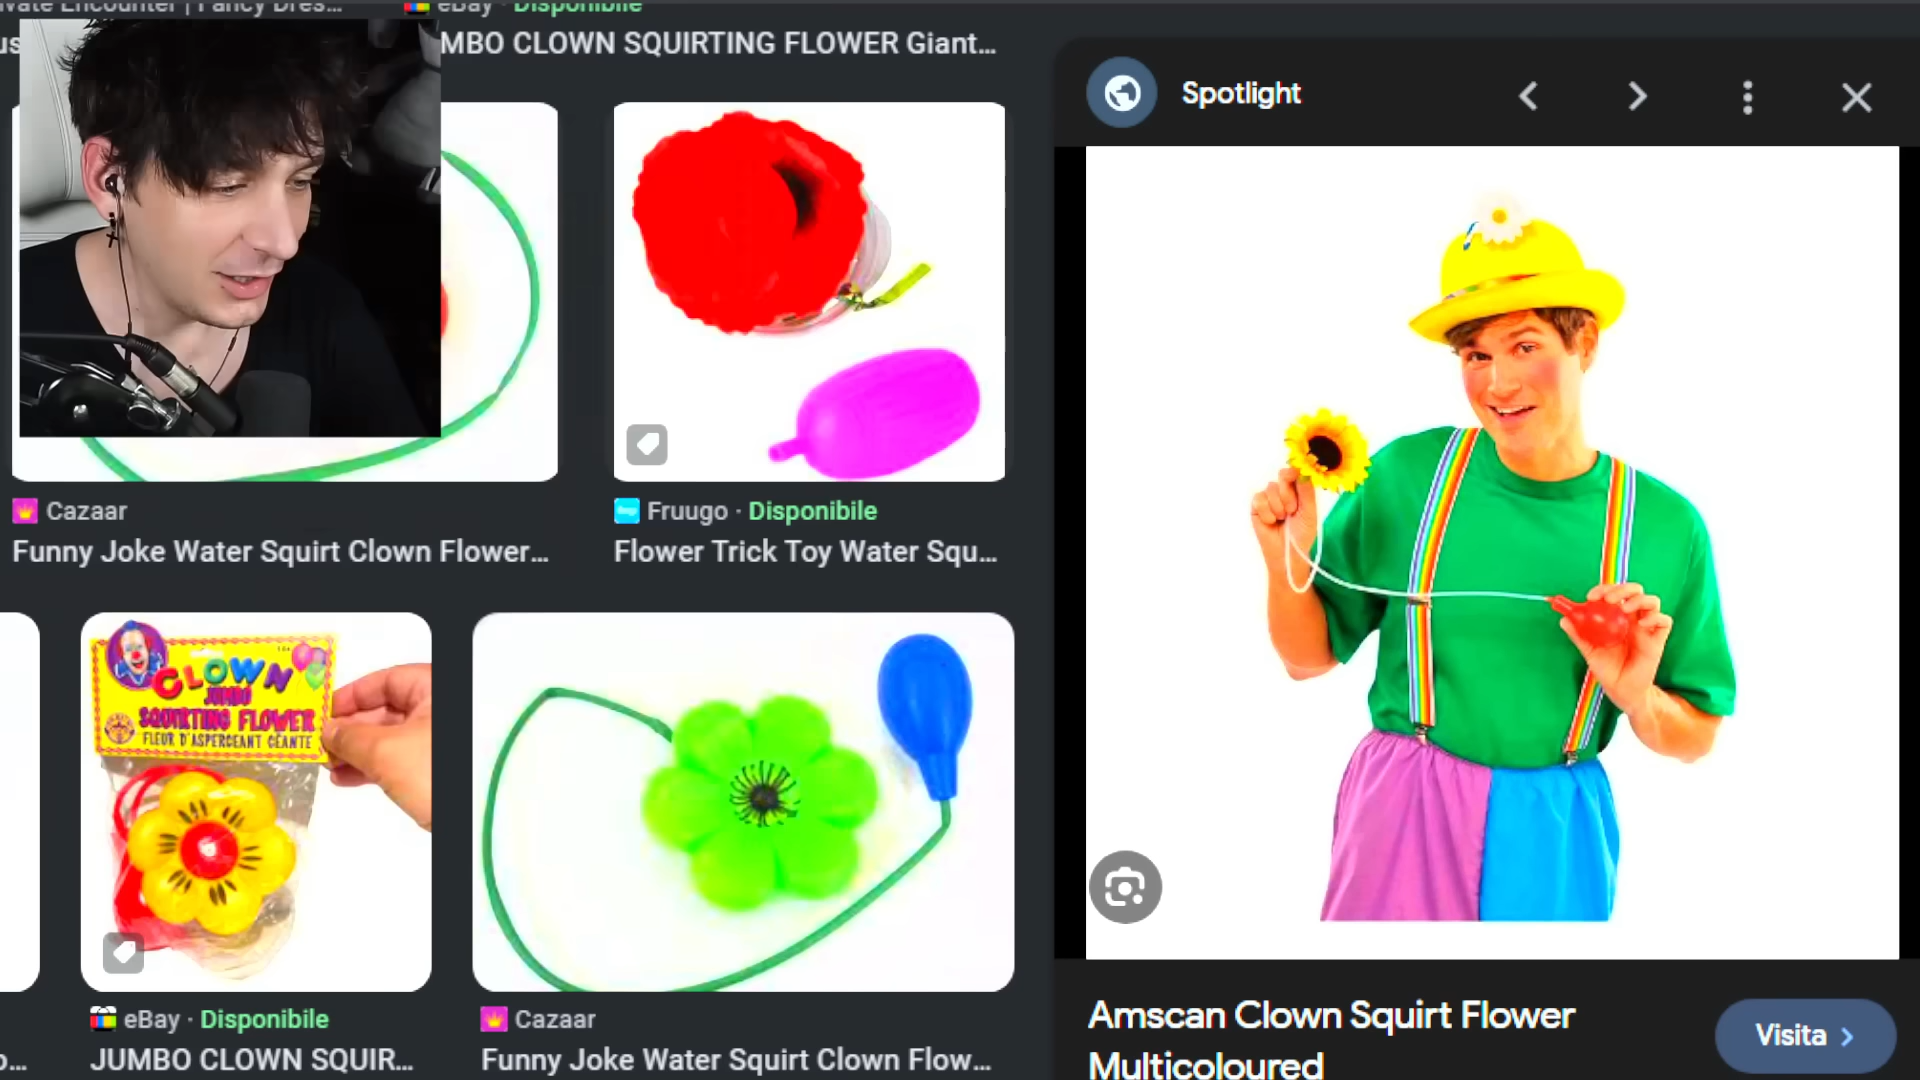 eBay · Disponibile
MBO CLOWN SQUIRTING FLOWER Giant...
Spotlight
Cazaar
Funny Joke Water Squirt Clown Flower...
Fruugo · Disponibile
Flower Trick Toy Water Squ...
CLOWN
JUMBO
SQUIRTING FLOWER
FLEUR D'ASPERGEANT GÉANTE
eBay · Disponibile
JUMBO CLOWN SQUIR...
Cazaar
Funny Joke Water Squirt Clown Flow...
Amscan Clown Squirt Flower
Multicoloured
Visita